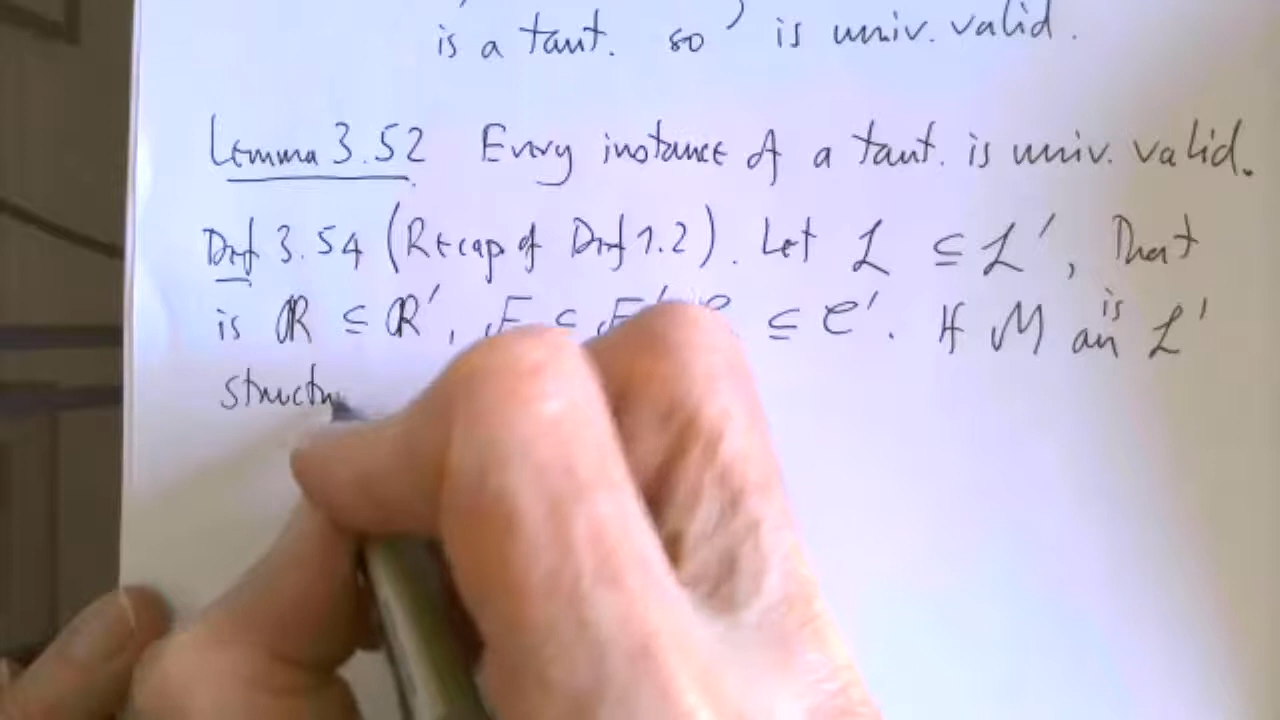 is a taut. so is univ. valid.
Lemma 3.52 Every instance of a taut. is univ. valid.
Def 3.54 (Recap of Def 1.2). Let L ⊆ L', That
is R ⊆ R', F ⊆ F', C ⊆ C'. If M is an L'
structu